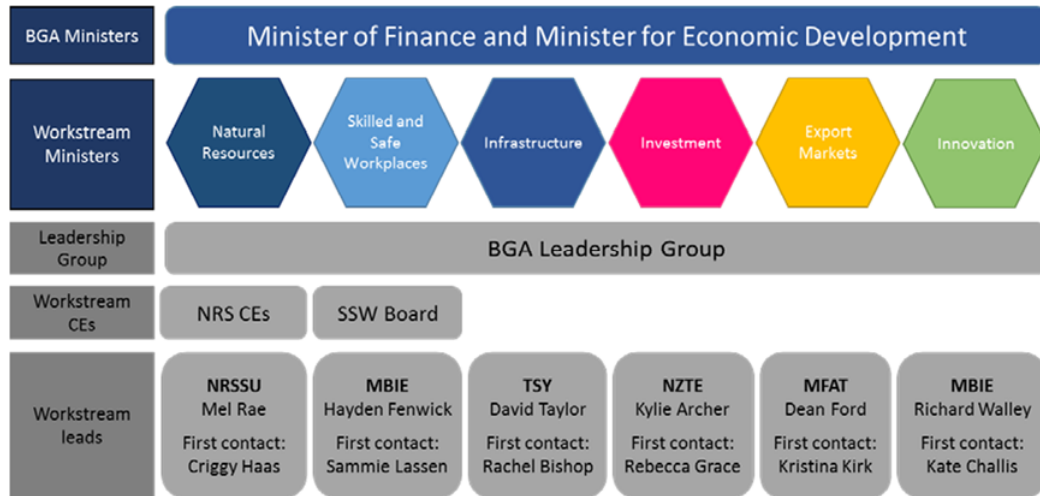 BGA Ministers
Minister of Finance and Minister for Economic Development
Workstream
Ministers
Natural
Resources
Skilled and
Safe
Workplaces
Infrastructure
Investment
Export
Markets
Innovation
Leadership
Group
BGA Leadership Group
Workstream
CEs
NRS CEs
SSW Board
Workstream
leads
NRSSU
Mel Rae
First contact:
Criggy Haas
MBIE
Hayden Fenwick
First contact:
Sammie Lassen
TSY
David Taylor
First contact:
Rachel Bishop
NZTE
Kylie Archer
First contact:
Rebecca Grace
MFAT
Dean Ford
First contact:
Kristina Kirk
MBIE
Richard Walley
First contact:
Kate Challis